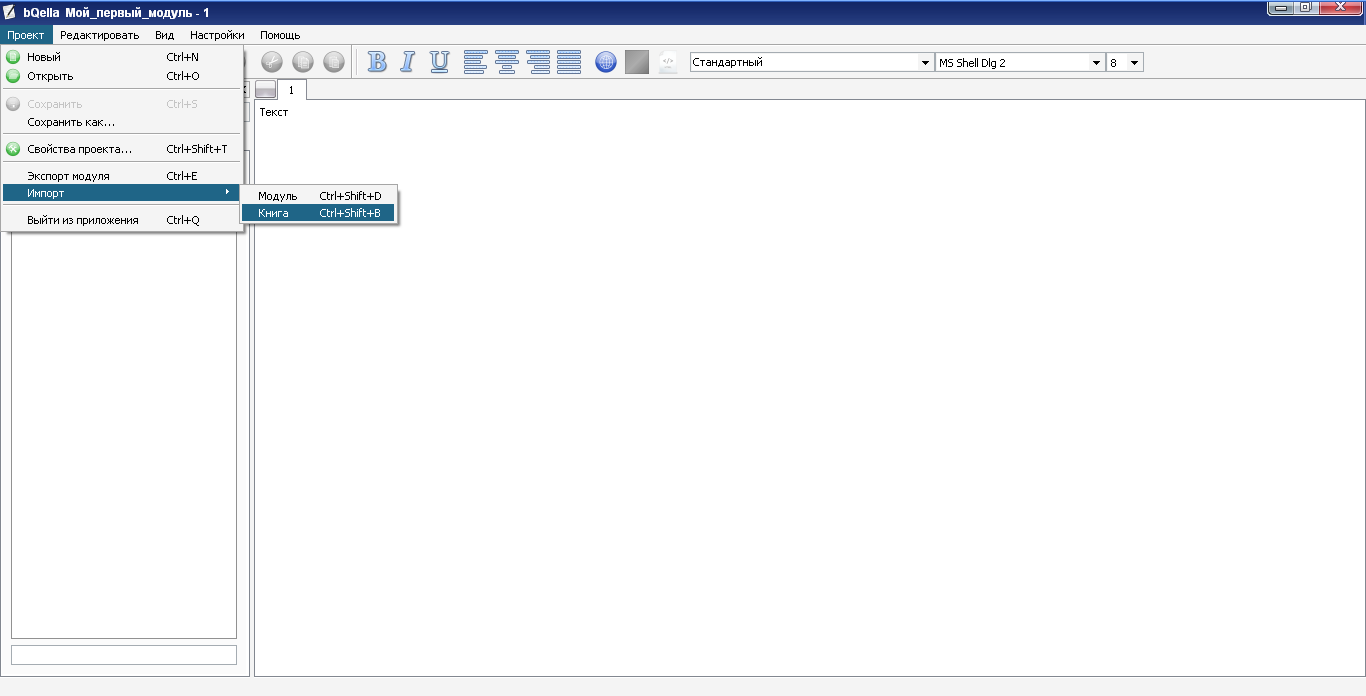 bQella Мой_первый_модуль - 1
Проект Редактировать Вид Настройки Помощь
Новый Ctrl+N
Открыть Ctrl+O
Сохранить Ctrl+S
Сохранить как...
Свойства проекта... Ctrl+Shift+T
Экспорт модуля Ctrl+E
Импорт
Выйти из приложения Ctrl+Q
Модуль Ctrl+Shift+D
Книга Ctrl+Shift+B
B I U
Стандартный MS Shell Dlg 2 8
1
Текст